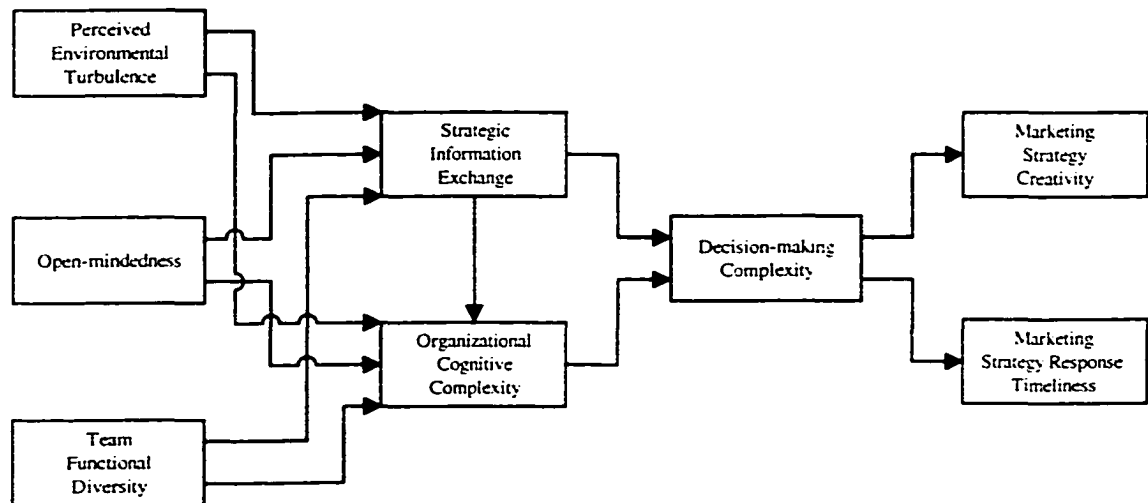 Perceived
Environmental
Turbulence
Strategic
Information
Exchange
Marketing
Strategy
Creativity
Open-mindedness
Decision-making
Complexity
Organizational
Cognitive
Complexity
Marketing
Strategy Response
Timeliness
Team
Functional
Diversity